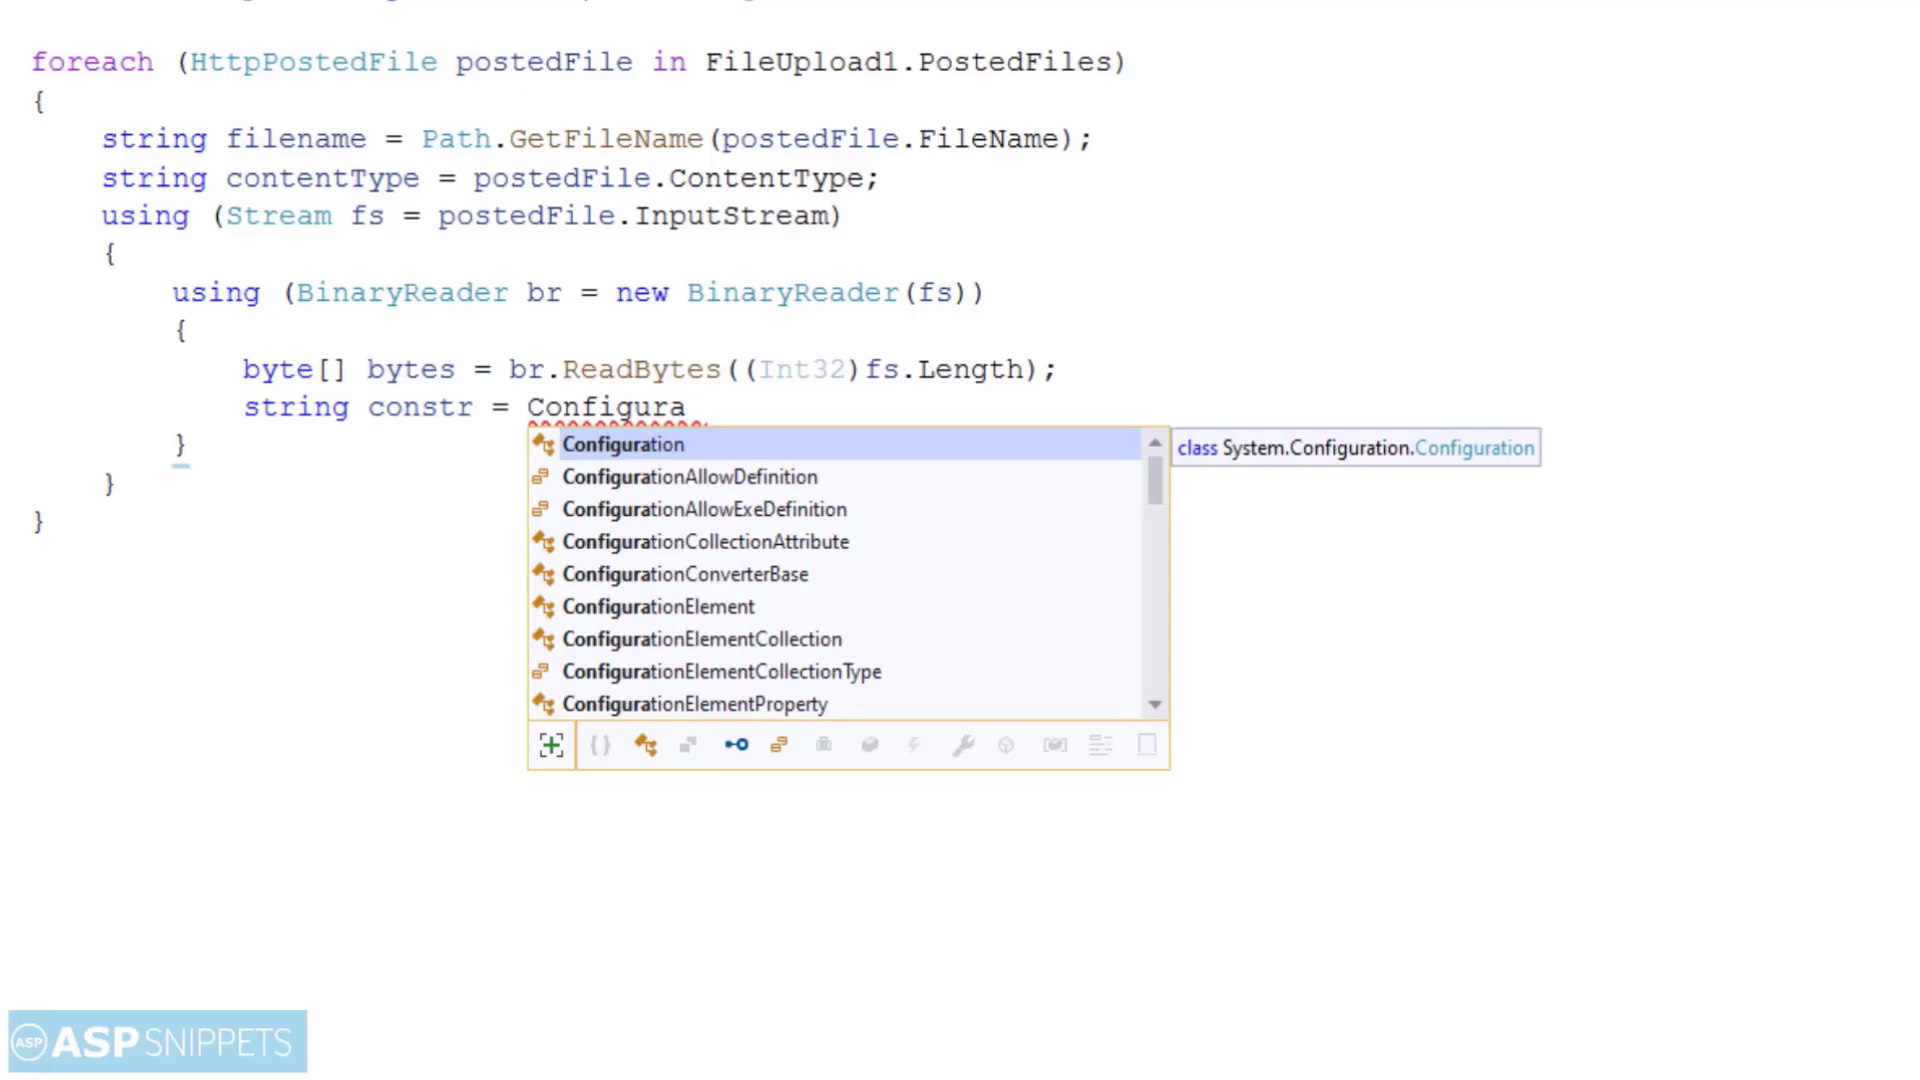 foreach (HttpPostedFile postedFile in FileUpload1.PostedFiles)
{
string filename = Path.GetFileName(postedFile.FileName);
string contentType = postedFile.ContentType;
using (Stream fs = postedFile.InputStream)
{
using (BinaryReader br = new BinaryReader(fs))
{
byte[] bytes = br.ReadBytes((Int32)fs.Length);
string constr = Configura
}
}
}
Configuration
ConfigurationAllowDefinition
ConfigurationAllowExeDefinition
ConfigurationCollectionAttribute
ConfigurationConverterBase
ConfigurationElement
ConfigurationElementCollection
ConfigurationElementCollectionType
ConfigurationElementProperty
class System.Configuration.Configuration
ASP ASPSNIPPETS